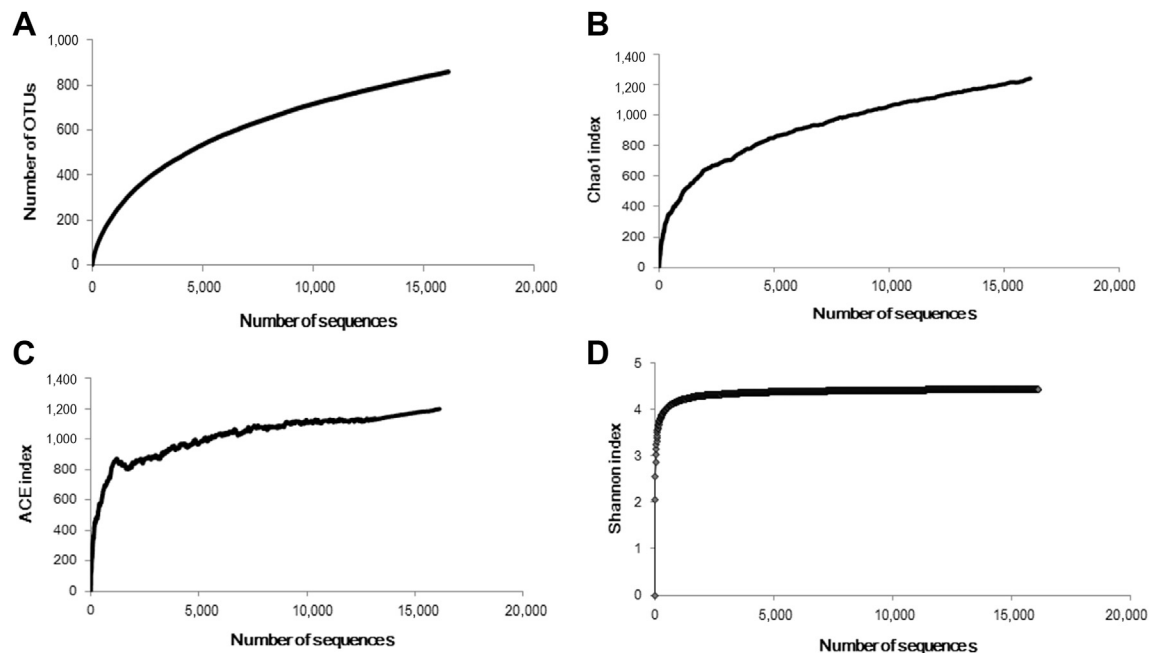 A
1,000
800
600
400
200
0
Number of OTUs
0 5,000 10,000 15,000 20,000
Number of sequences
B
1,400
1,200
1,000
800
600
400
200
0
Chao1 index
0 5,000 10,000 15,000 20,000
Number of sequences
C
1,400
1,200
1,000
800
600
400
200
0
ACE index
0 5,000 10,000 15,000 20,000
Number of sequences
D
5
4
3
2
1
0
Shannon index
0 5,000 10,000 15,000 20,000
Number of sequences